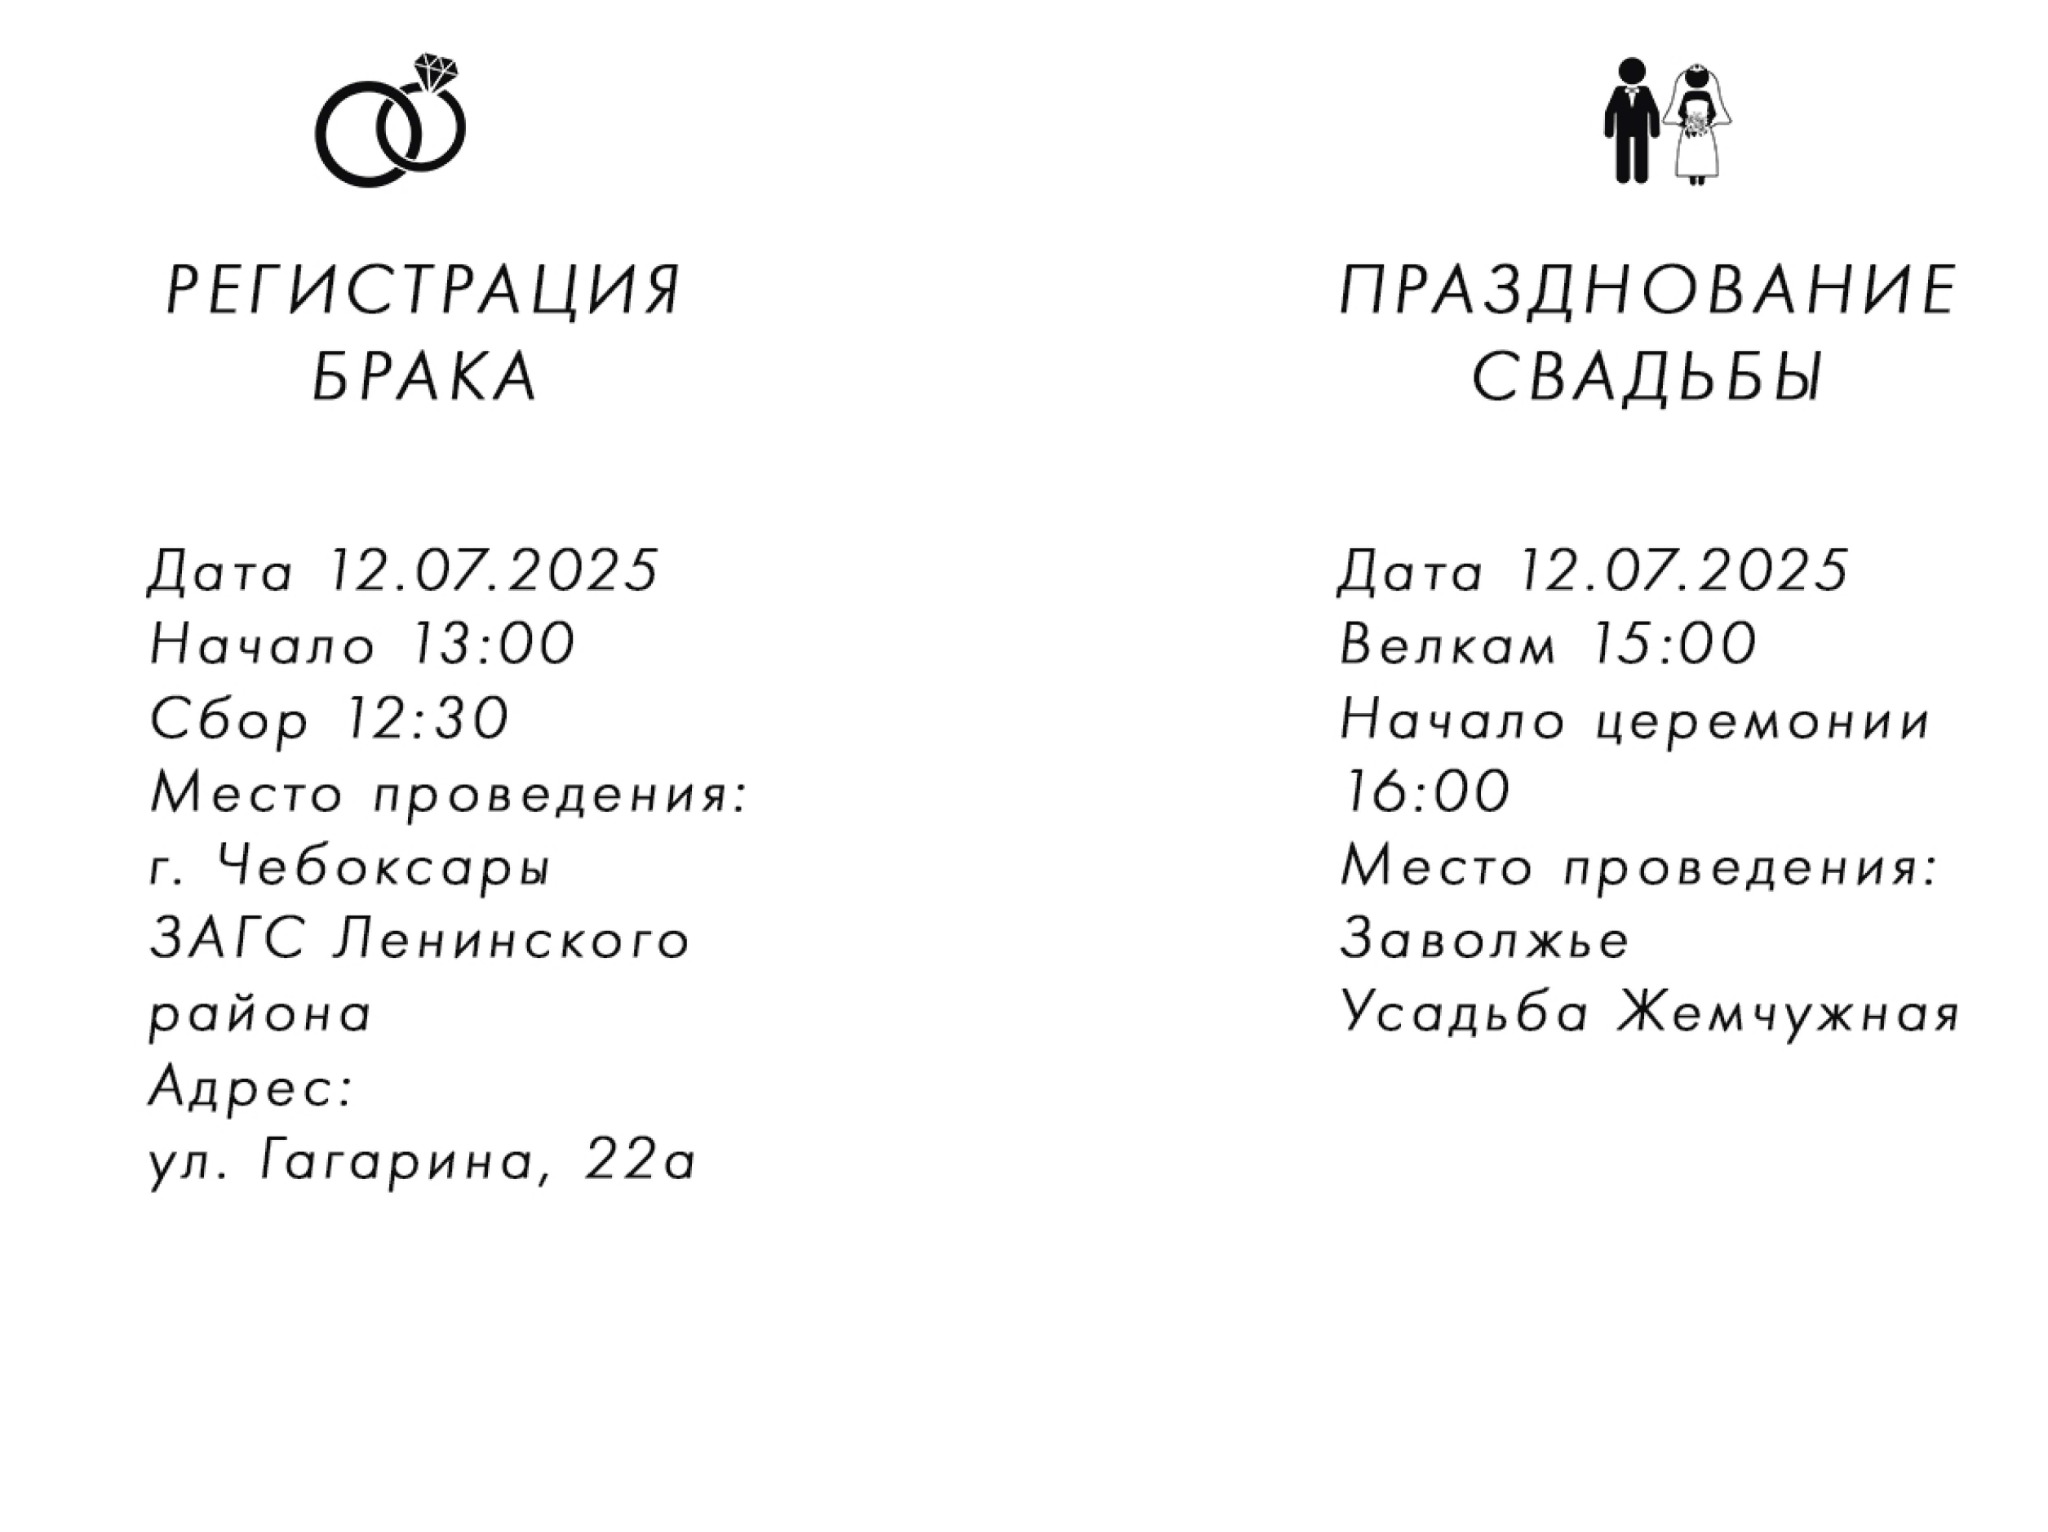 РЕГИСТРАЦИЯ
БРАКА
Дата 12.07.2025
Начало 13:00
Сбор 12:30
Место проведения:
г. Чебоксары
ЗАГС Ленинского
района
Адрес:
ул. Гагарина, 22а
ПРАЗДНОВАНИЕ
СВАДЬБЫ
Дата 12.07.2025
Велкам 15:00
Начало церемонии
16:00
Место проведения:
Заволжье
Усадьба Жемчужная